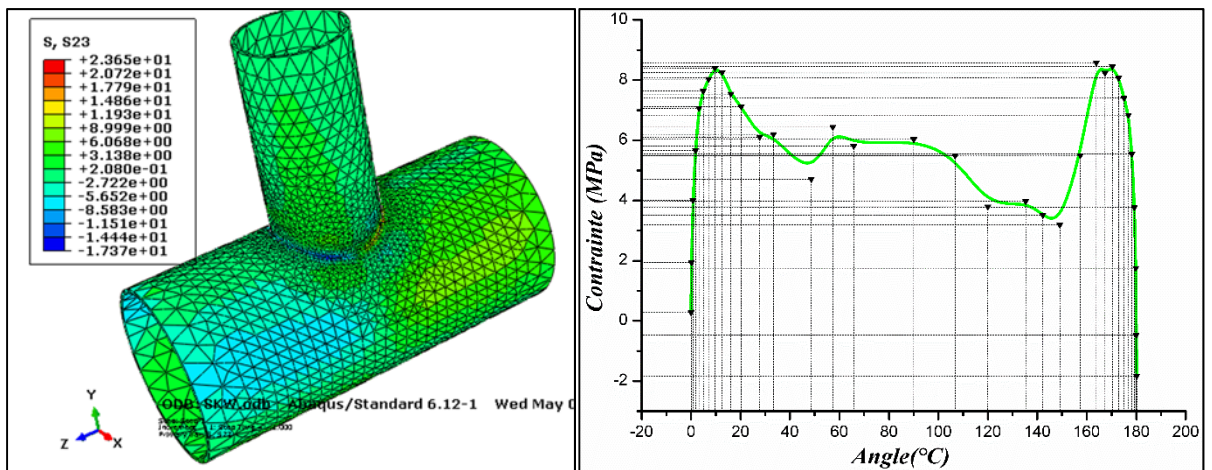 S, S23
+2.365e+01
+2.072e+01
+1.779e+01
+1.486e+01
+1.193e+01
+8.999e+00
+6.068e+00
+3.138e+00
+2.080e-01
-2.722e+00
-5.652e+00
-8.583e+00
-1.151e+01
-1.444e+01
-1.737e+01
Y
Z X
ODB: SKW.odb Abaqus/Standard 6.12-1 Wed May 0
10
8
6
4
2
0
-2
Contrainte (MPa)
-20 0 20 40 60 80 100 120 140 160 180 200
Angle(°C)